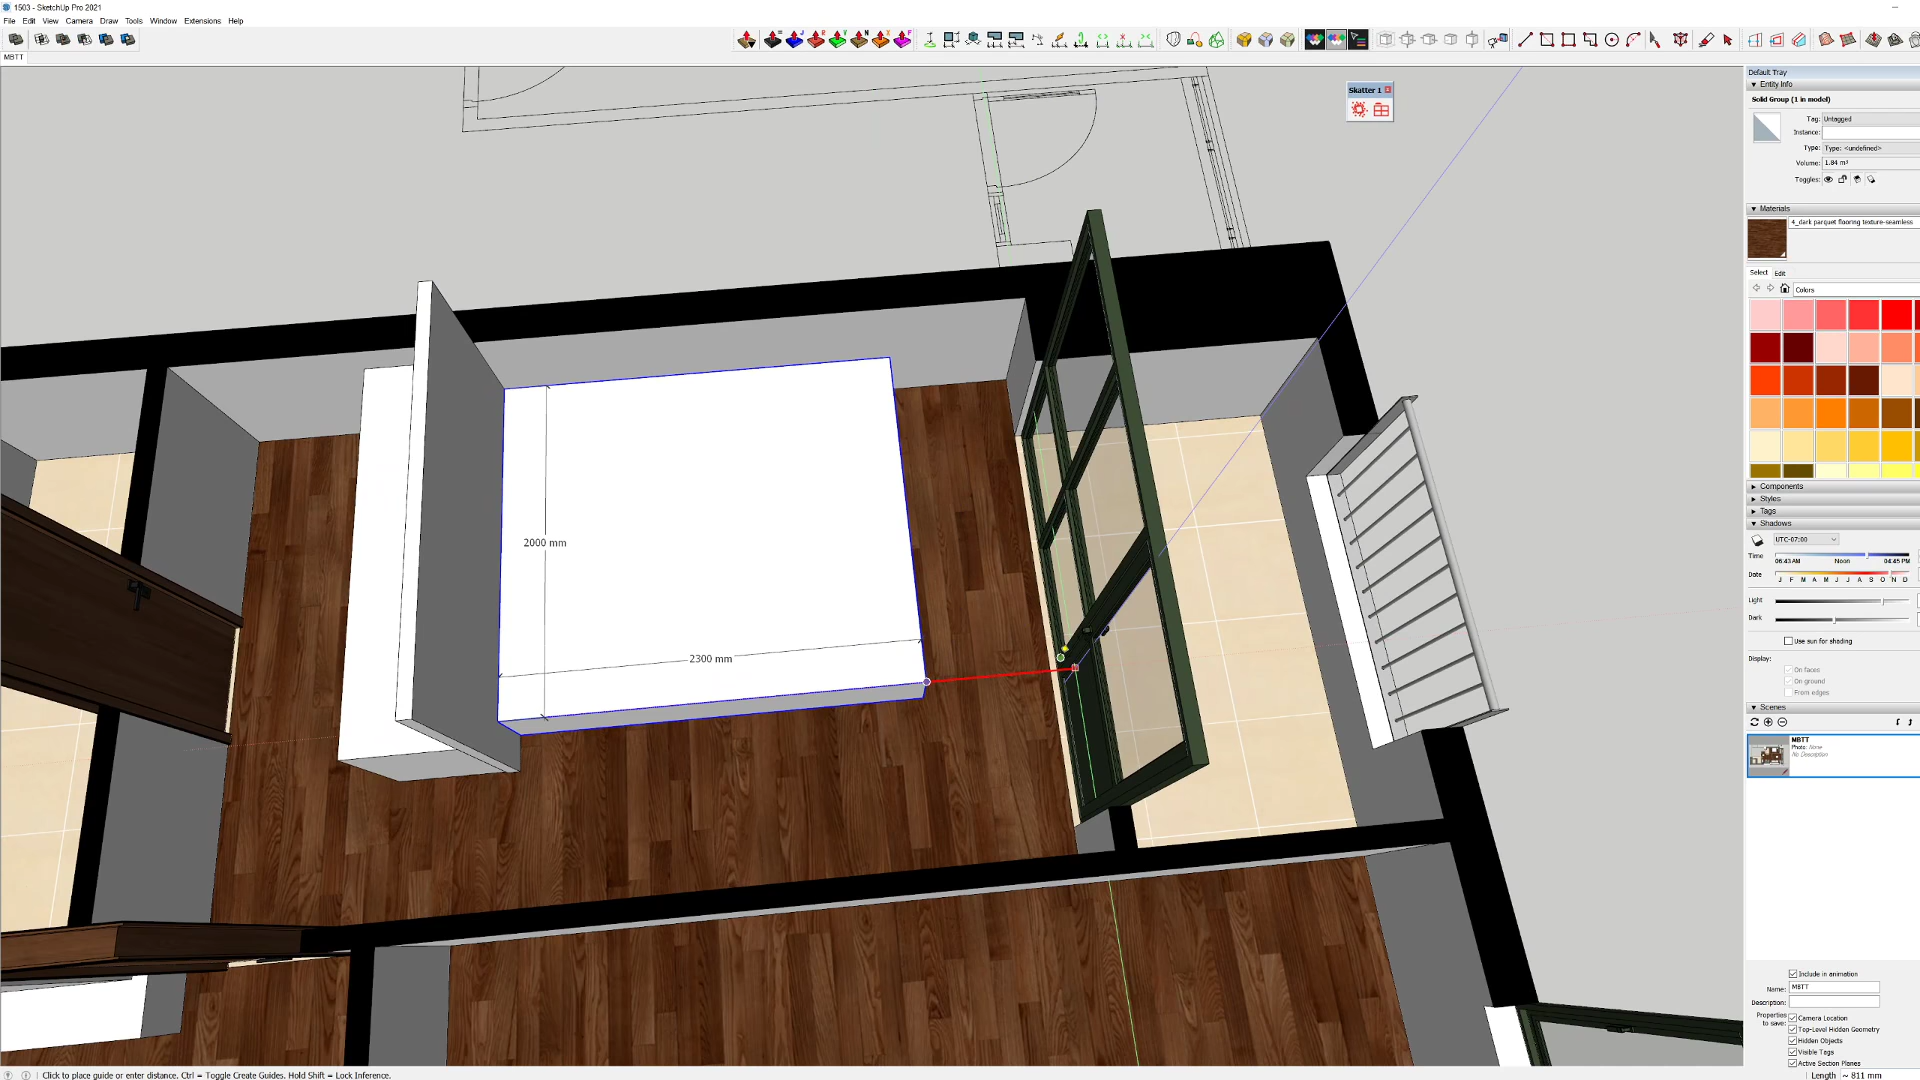 1503 - SketchUp Pro 2021
File Edit View Camera Draw Tools Window Extensions Help
MBTT
Skatter 1
2000 mm
2300 mm
Default Tray
Entity Info
Solid Group (1 in model)
Tag: Untagged
Instance:
Type: Type: <undefined>
Volume: 1.84 m³
Toggles:
Materials
4_dark parquet flooring texture-seamless
Select Edit
Colors
Components
Styles
Tags
Shadows
UTC-07:00
Time
06:43 AM Noon 04:45 PM
Date
J F M A M J J A S O N D
Light
Dark
Use sun for shading
Display:
On faces
On ground
From edges
Scenes
MBTT
Photo: None
No Description
Include in animation
Name: MBTT
Description:
Properties to save:
Camera Location
Top-Level Hidden Geometry
Hidden Objects
Visible Tags
Active Section Planes
Click to place guide or enter distance. Ctrl = Toggle Create Guides. Hold Shift = Lock Inference.
Length ~ 811 mm